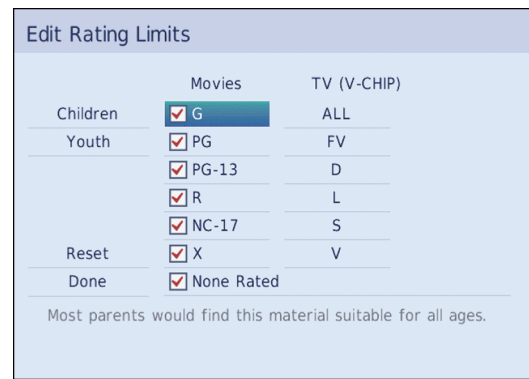 Edit Rating Limits
Movies TV (V-CHIP)
Children G ALL
Youth PG FV
PG-13 D
R L
NC-17 S
Reset X V
Done None Rated
Most parents would find this material suitable for all ages.